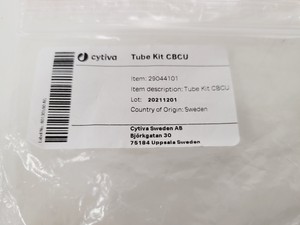 cytiva Tube Kit CBCU
Item: 29044101
Item description: Tube Kit CBCU
Lot: 20211201
Country of Origin: Sweden
Cytiva Sweden AB
Björkgatan 30
75184 Uppsala Sweden